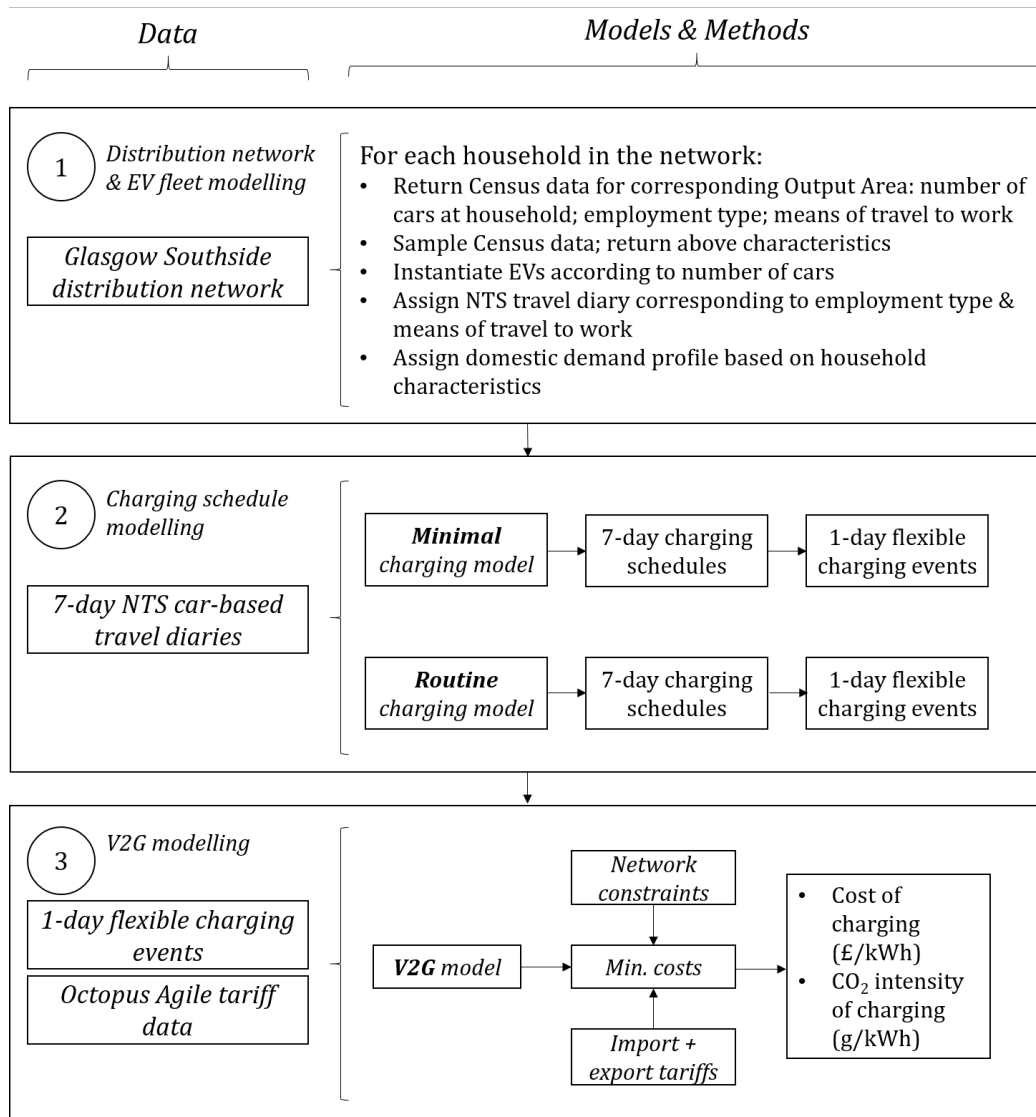 Data
Models & Methods
1
Distribution network
& EV fleet modelling
Glasgow Southside
distribution network
For each household in the network:
• Return Census data for corresponding Output Area: number of
cars at household; employment type; means of travel to work
• Sample Census data; return above characteristics
• Instantiate EVs according to number of cars
• Assign NTS travel diary corresponding to employment type &
means of travel to work
• Assign domestic demand profile based on household
characteristics
2
Charging schedule
modelling
7-day NTS car-based
travel diaries
Minimal
charging model
7-day charging
schedules
1-day flexible
charging events
Routine
charging model
7-day charging
schedules
1-day flexible
charging events
3
V2G modelling
1-day flexible charging
events
Octopus Agile tariff
data
V2G model
Network
constraints
Min. costs
Import +
export tariffs
• Cost of
charging
(£/kWh)
• CO₂ intensity
of charging
(g/kWh)